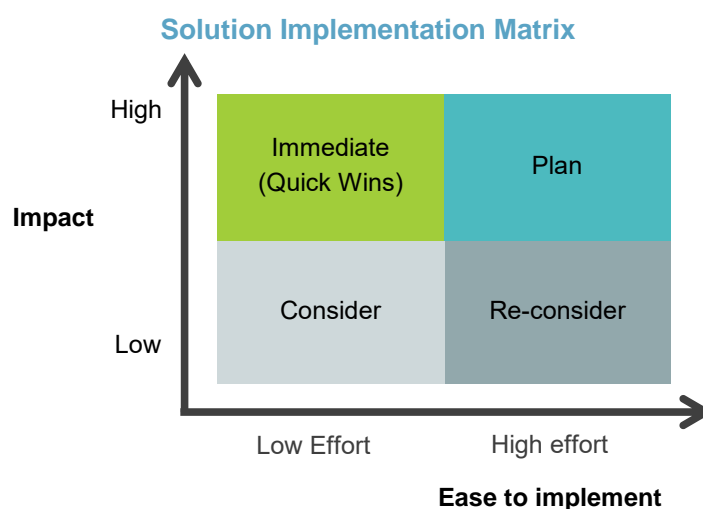 Solution Implementation Matrix
High
Immediate
(Quick Wins)
Plan
Impact
Consider
Re-consider
Low
Low Effort
High effort
Ease to implement